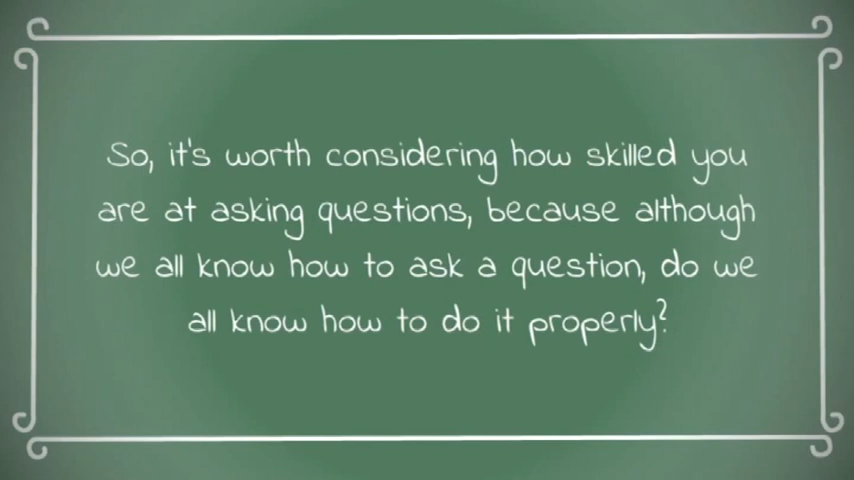 So, it's worth considering how skilled you
are at asking questions, because although
we all know how to ask a question, do we
all know how to do it properly?